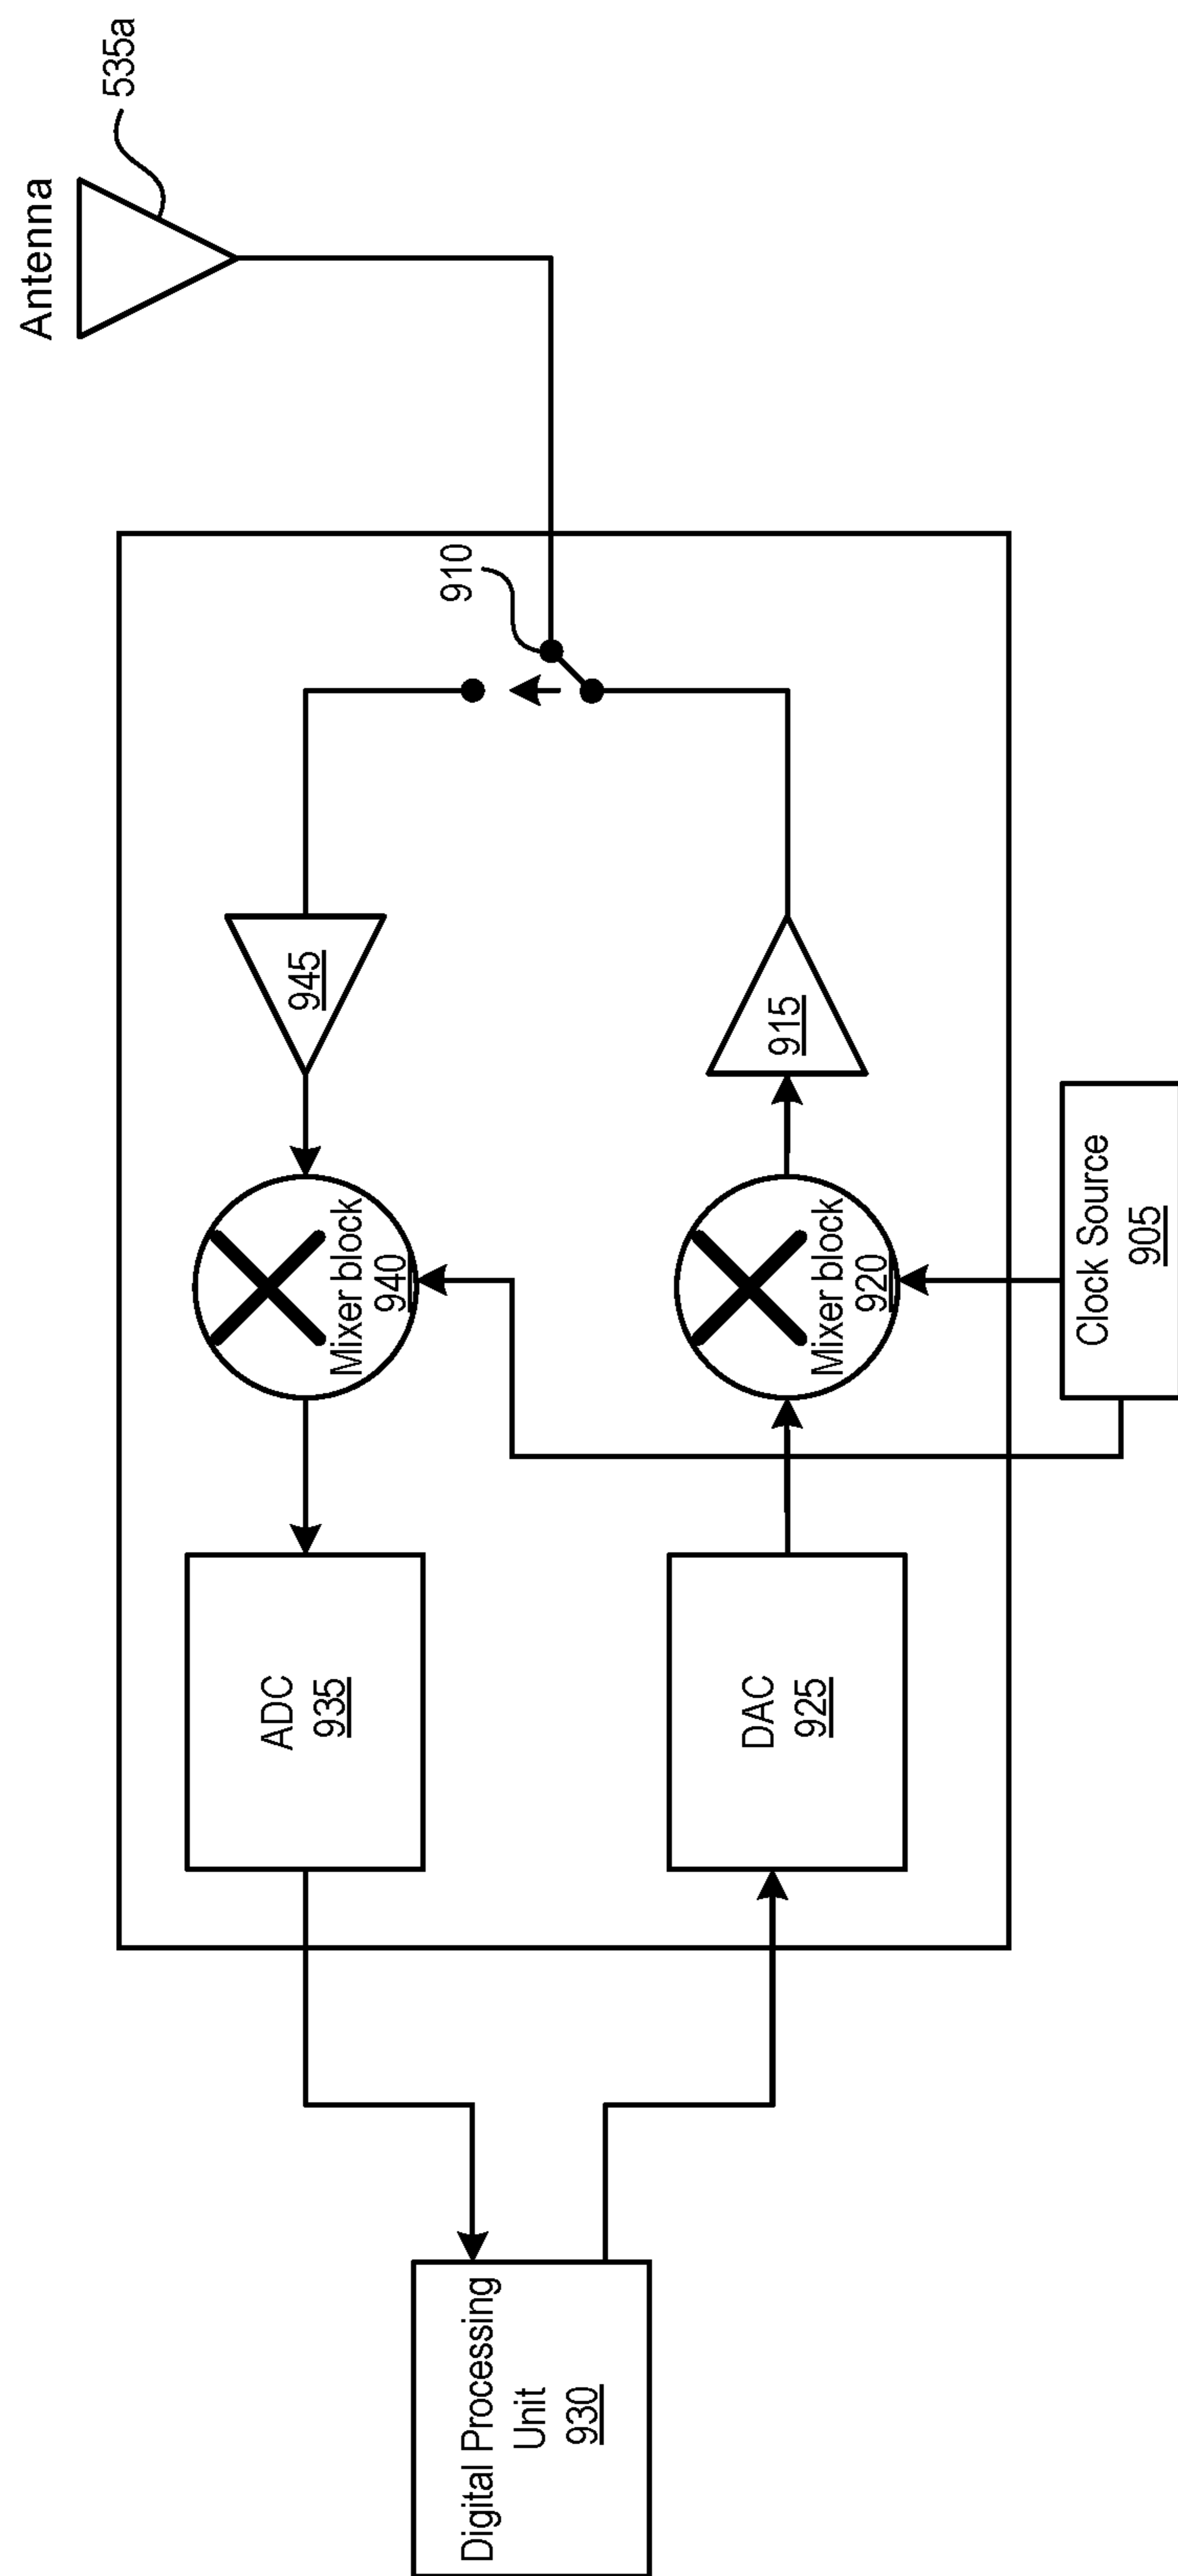 Antenna
535a
910
945
Mixer block
940
ADC
935
915
Mixer block
920
DAC
925
Digital Processing
Unit
930
Clock Source
905